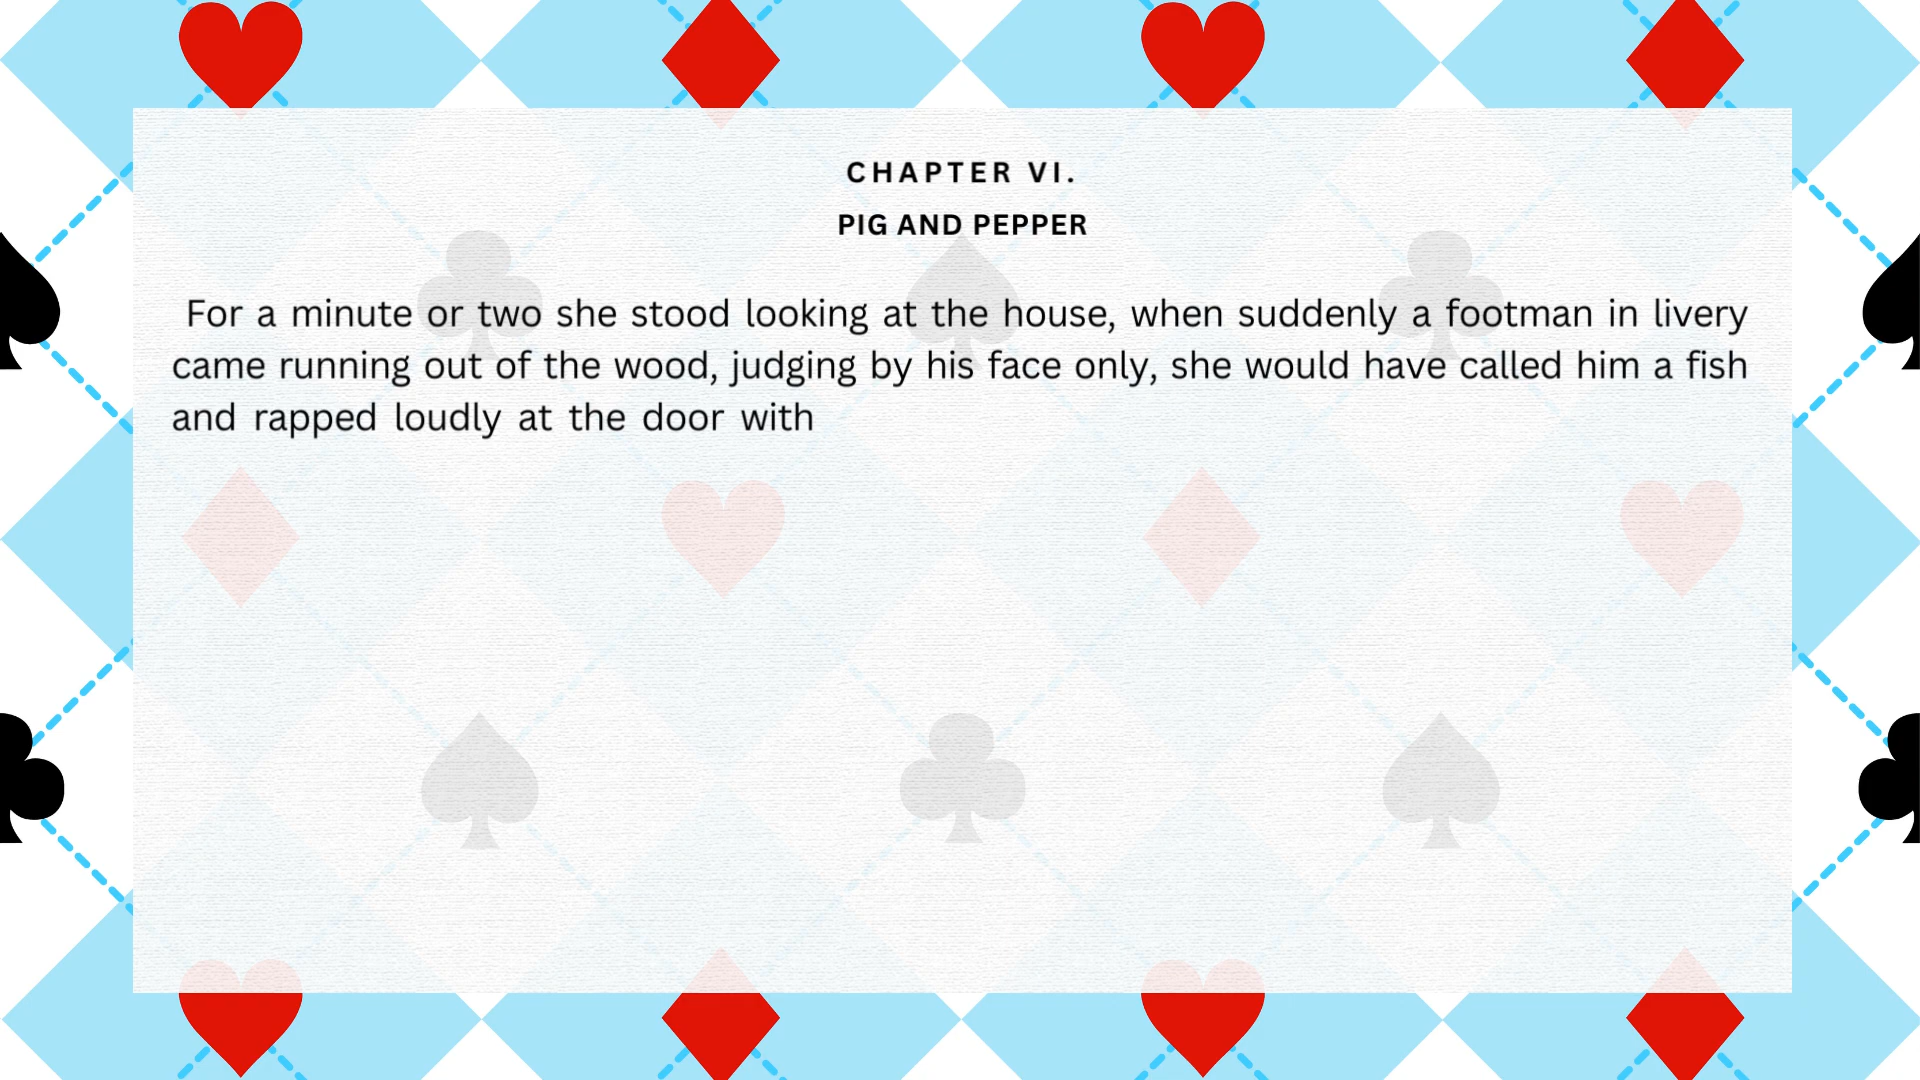 CHAPTER VI.
PIG AND PEPPER
For a minute or two she stood looking at the house, when suddenly a footman in livery
came running out of the wood, judging by his face only, she would have called him a fish
and rapped loudly at the door with